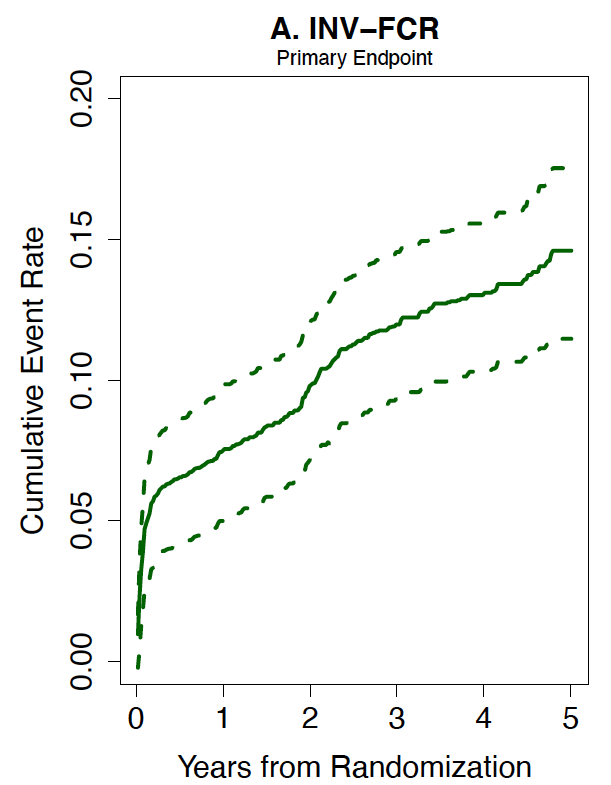 A. INV−FCR
Primary Endpoint
0.20
0.15
0.10
0.05
0.00
Cumulative Event Rate
0 1 2 3 4 5
Years from Randomization